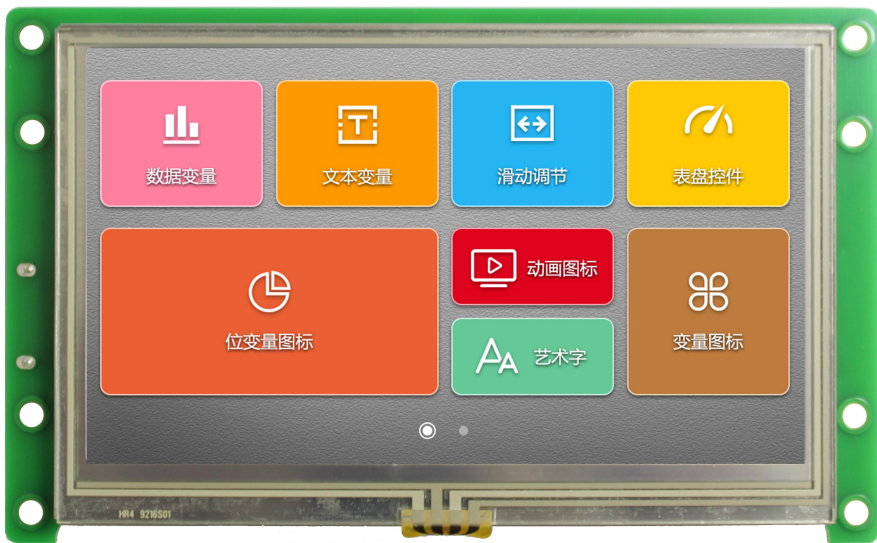 数据变量
T
文本变量
滑动调节
表盘控件
位变量图标
动画图标
AA
艺术字
变量图标
HR4 9216S01